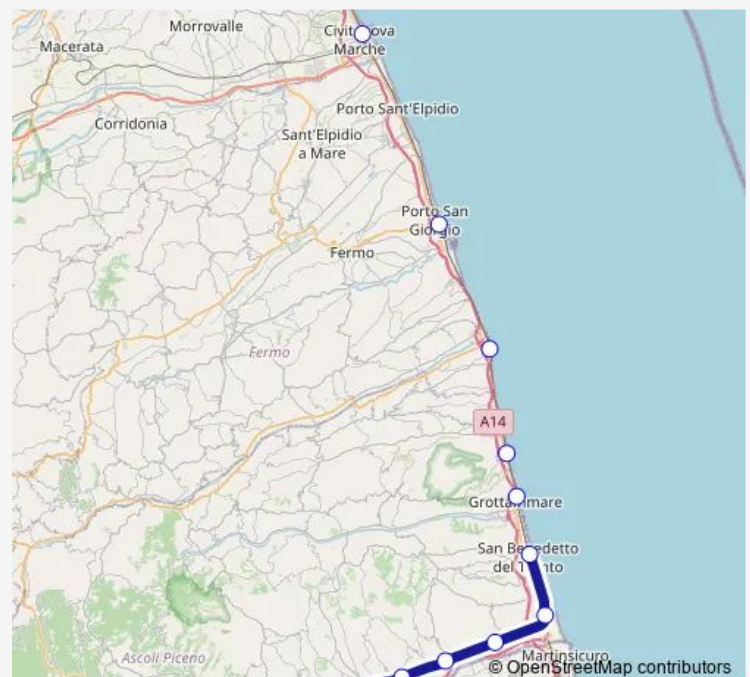 Morrovalle
Civitanova
Marche
Macerata
Porto Sant'Elpidio
Corridonia
Sant'Elpidio
a Mare
Porto San
Giorgio
Fermo
Fermo
A14
Grottammare
San Benedetto
del Tronto
Martinsicuro
Ascoli Piceno
© OpenStreetMap contributors